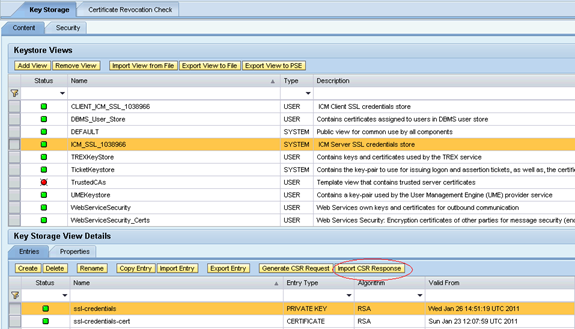 Key Storage Certificate Revocation Check
Content Security
Keystore Views
Add View Remove View Import View from File Export View to File Export View to PSE
Status Name Type Description
CLIENT_ICM_SSL_1038966 USER ICM Client SSL credentials store
DBMS_User_Store USER Contains certificates assigned to users in DBMS user store
DEFAULT SYSTEM Public view for common use by all components
ICM_SSL_1038966 SYSTEM ICM Server SSL credentials store
TREXKeyStore USER Contains keys and certificates used by the TREX service
TicketKeystore SYSTEM Contains the key-pair to use for issuing logon and assertion tickets, as well as, the certificate
TrustedCAs USER Template view that contains trusted server certificates
UMEKeystore USER Contains a key-pair used by the User Management Engine (UME) provider service
WebServiceSecurity USER Web Services own keys and certificates for outbound communication
WebServiceSecurity_Certs USER Web Services Security: Encryption certificates of other parties for message security (enc
Key Storage View Details
Entries Properties
Create Delete Rename Copy Entry Import Entry Export Entry Generate CSR Request Import CSR Response
Status Name Entry Type Algorithm Valid From
ssl-credentials PRIVATE KEY RSA Wed Jan 26 14:51:19 UTC 2011
ssl-credentials-cert CERTIFICATE RSA Sun Jan 23 12:07:59 UTC 2011